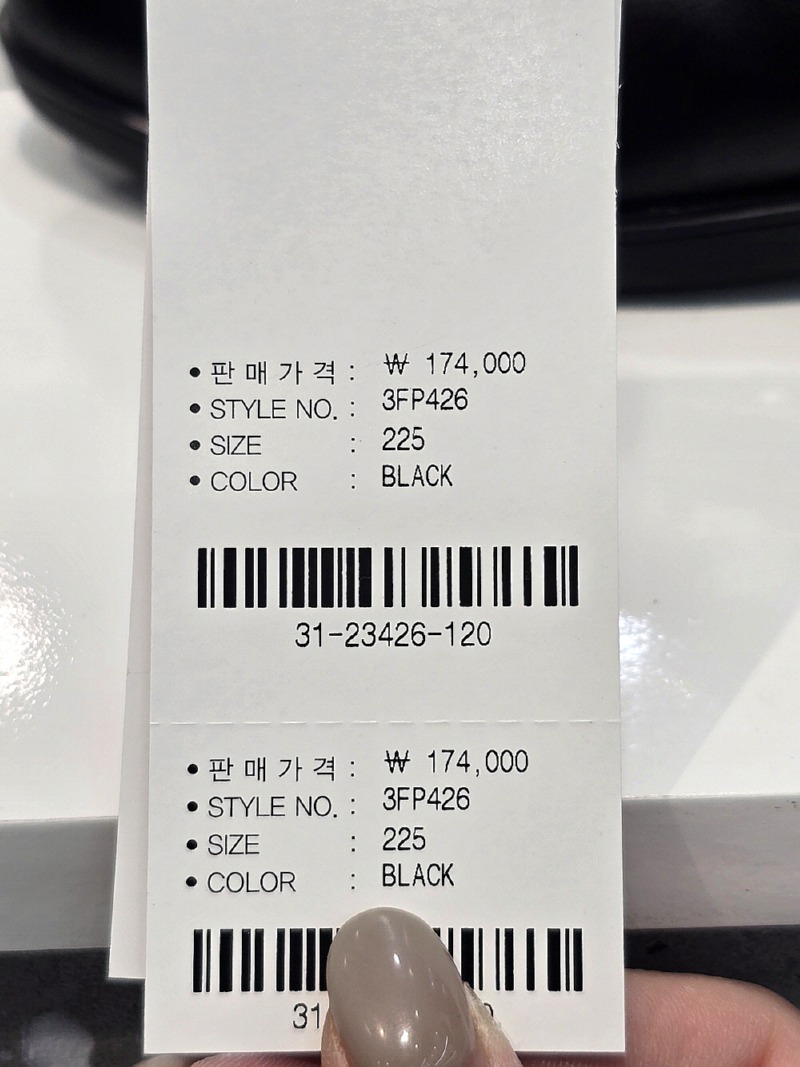 • 판매가격 : ₩ 174,000
• STYLE NO. : 3FP426
• SIZE : 225
• COLOR : BLACK
31-23426-120
• 판매가격 : ₩ 174,000
• STYLE NO. : 3FP426
• SIZE : 225
• COLOR : BLACK
31